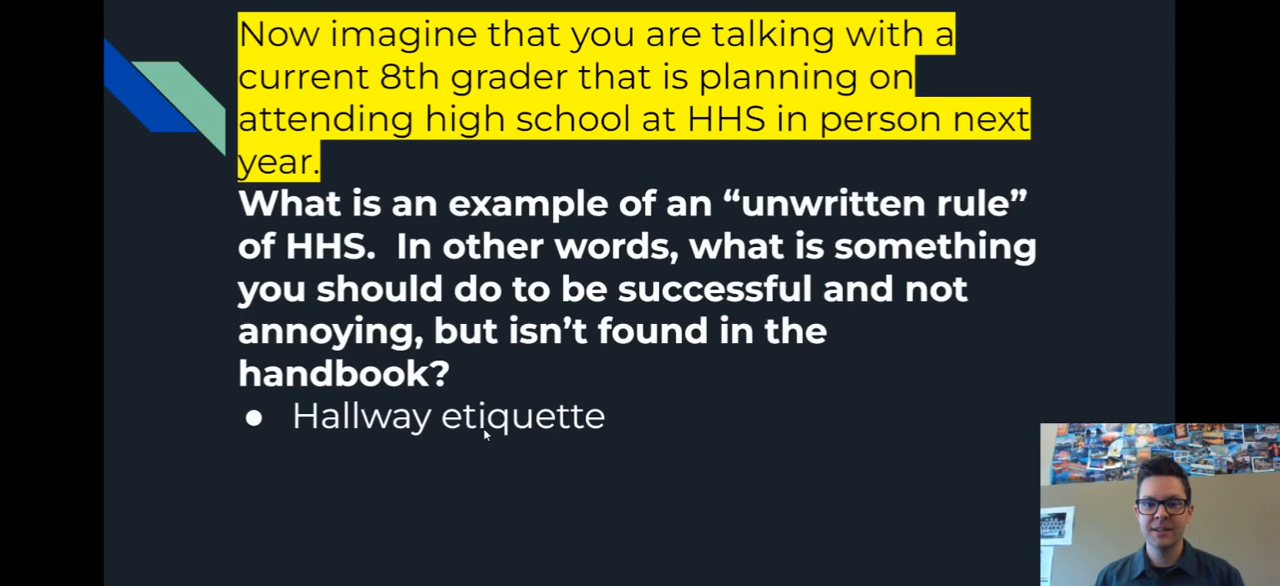 Now imagine that you are talking with a
current 8th grader that is planning on
attending high school at HHS in person next
year.
What is an example of an “unwritten rule”
of HHS.  In other words, what is something
you should do to be successful and not
annoying, but isn’t found in the
handbook?
● Hallway etiquette